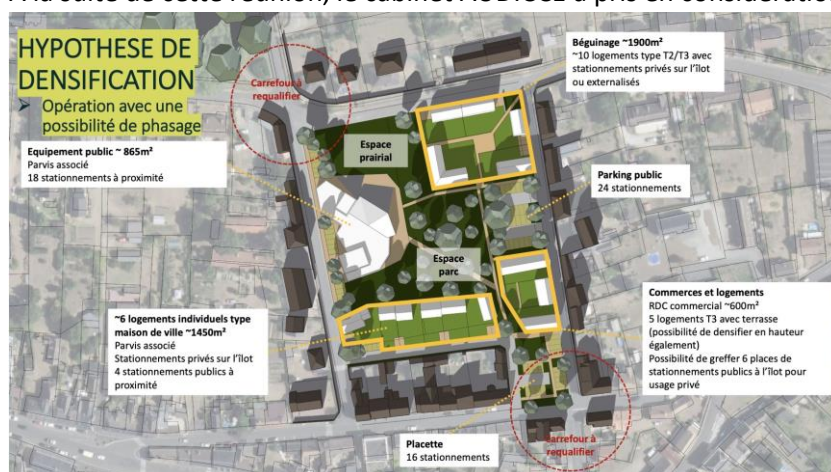 A la suite de cette réunion, le cabinet
a pris en considération
HYPOTHESE DE
DENSIFICATION
➤ Opération avec une
possibilité de phasage
Carrefour à
requalifier
Béguinage ~1900m²
~10 logements type T2/T3 avec
stationnements privés sur l'îlot
ou externalisés
Equipement public ~ 865m²
Parvis associé
18 stationnements à proximité
Espace
prairial
Parking public
24 stationnements
Espace
parc
~6 logements individuels type
maison de ville ~1450m²
Parvis associé
Stationnements privés sur l'îlot
4 stationnements publics à
proximité
Commerces et logements
RDC commercial ~600m²
5 logements T3 avec terrasse
(possibilité de densifier en hauteur
également)
Possibilité de greffer 6 places de
stationnements publics à l'îlot pour
usage privé
Placette
16 stationnements
Carrefour à
requalifier